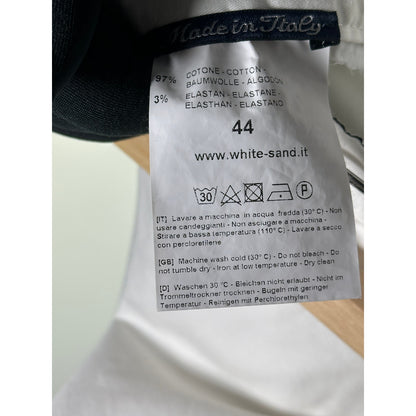 Made in Italy
97% COTONE - COTTON -
BAUMWOLLE - ALGODON
3% ELASTAN - ELASTANE -
ELASTHAN - ELASTANO
44
www.white-sand.it
30 P
[IT] Lavare a macchina in acqua fredda (30° C) - Non
usare candeggianti - Non asciugare a macchina -
Stirare a bassa temperatura (110° C) - Lavare a secco
con percloretilene
[GB] Machine wash cold (30° C) - Do not bleach - Do
not tumble dry - Iron at low temperature - Dry clean
[D] Waschen 30 °C - Bleichen nicht erlaubt - Nicht im
Trommeltrockner trocknen - Bügeln mit geringer
Temperatur - Reinigen mit Perchlorethylen